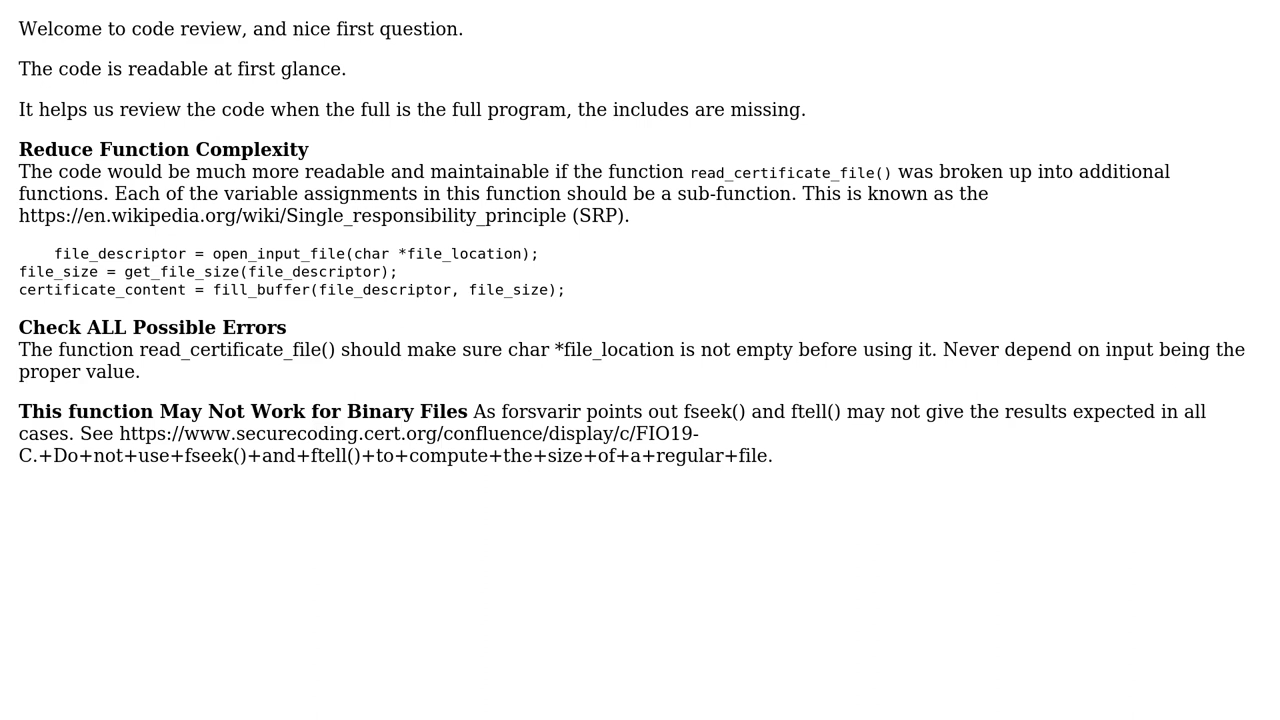 Welcome to code review, and nice first question.
The code is readable at first glance.
It helps us review the code when the full is the full program, the includes are missing.
Reduce Function Complexity
The code would be much more readable and maintainable if the function read_certificate_file() was broken up into additional
functions. Each of the variable assignments in this function should be a sub-function. This is known as the
https://en.wikipedia.org/wiki/Single_responsibility_principle (SRP).
    file_descriptor = open_input_file(char *file_location);
file_size = get_file_size(file_descriptor);
certificate_content = fill_buffer(file_descriptor, file_size);
Check ALL Possible Errors
The function read_certificate_file() should make sure char *file_location is not empty before using it. Never depend on input being the
proper value.
This function May Not Work for Binary Files As forsvarir points out fseek() and ftell() may not give the results expected in all
cases. See https://www.securecoding.cert.org/confluence/display/c/FIO19-
C.+Do+not+use+fseek()+and+ftell()+to+compute+the+size+of+a+regular+file.